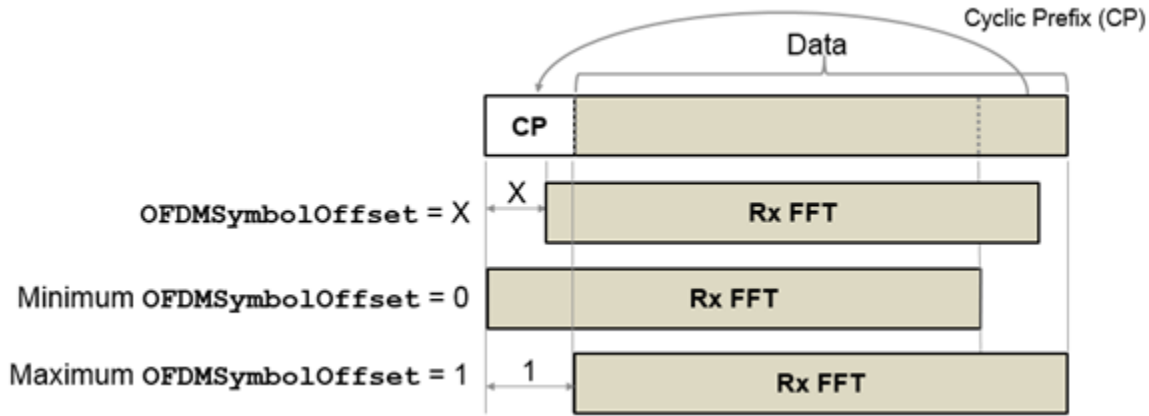 Cyclic Prefix (CP)
Data
CP
X
OFDMSymbolOffset = X
Rx FFT
Minimum OFDMSymbolOffset = 0
Rx FFT
Maximum OFDMSymbolOffset = 1
1
Rx FFT